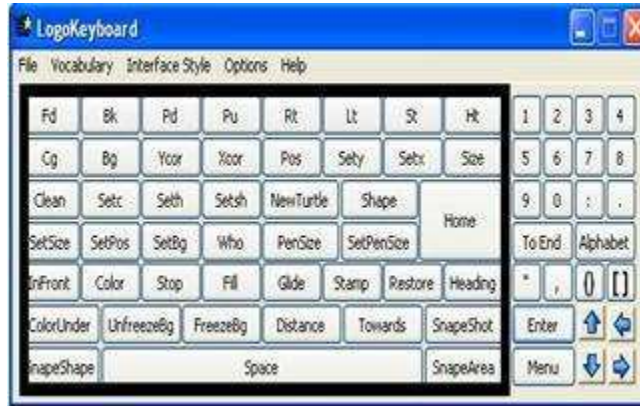 LogoKeyboard
File Vocabulary Interface Style Options Help
Fd Bk Pd Pu Rt Lt St Ht 1 2 3 4
Cg Bg Ycor Xcor Pos Sety Setx Size 5 6 7 8
Clean Setc Seth Setsh NewTurtle Shape Home 9 0 : .
SetSize SetPos SetBg Who PenSize SetPenSize To End Alphabet
InFront Color Stop Fill Glide Stamp Restore Heading " , () []
ColorUnder UnfreezeBg FreezeBg Distance Towards SnapeShot Enter
SnapeShape Space SnapeArea Menu